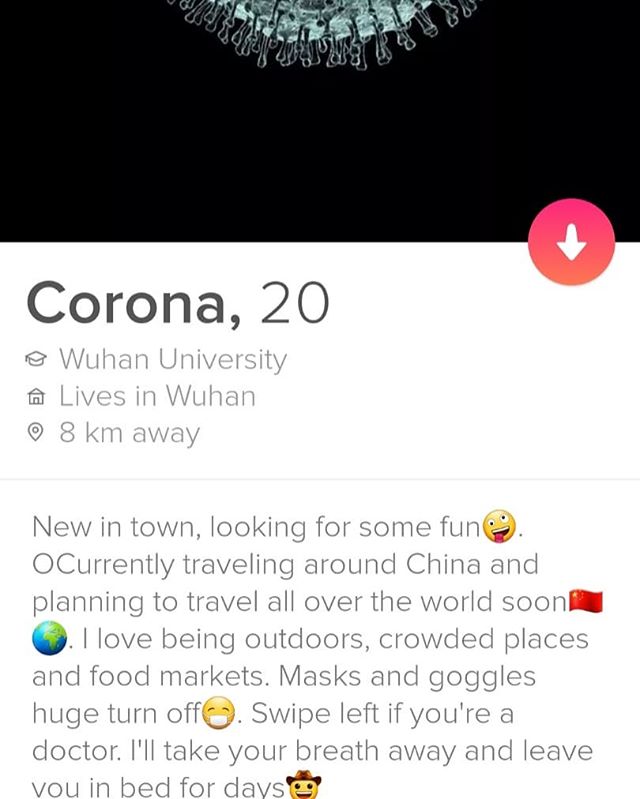 Corona, 20
Wuhan University
Lives in Wuhan
8 km away
New in town, looking for some fun🤪.
OCurrently traveling around China and
planning to travel all over the world soon🇨🇳
🌍. I love being outdoors, crowded places
and food markets. Masks and goggles
huge turn off😷. Swipe left if you're a
doctor. I'll take your breath away and leave
you in bed for days🤠